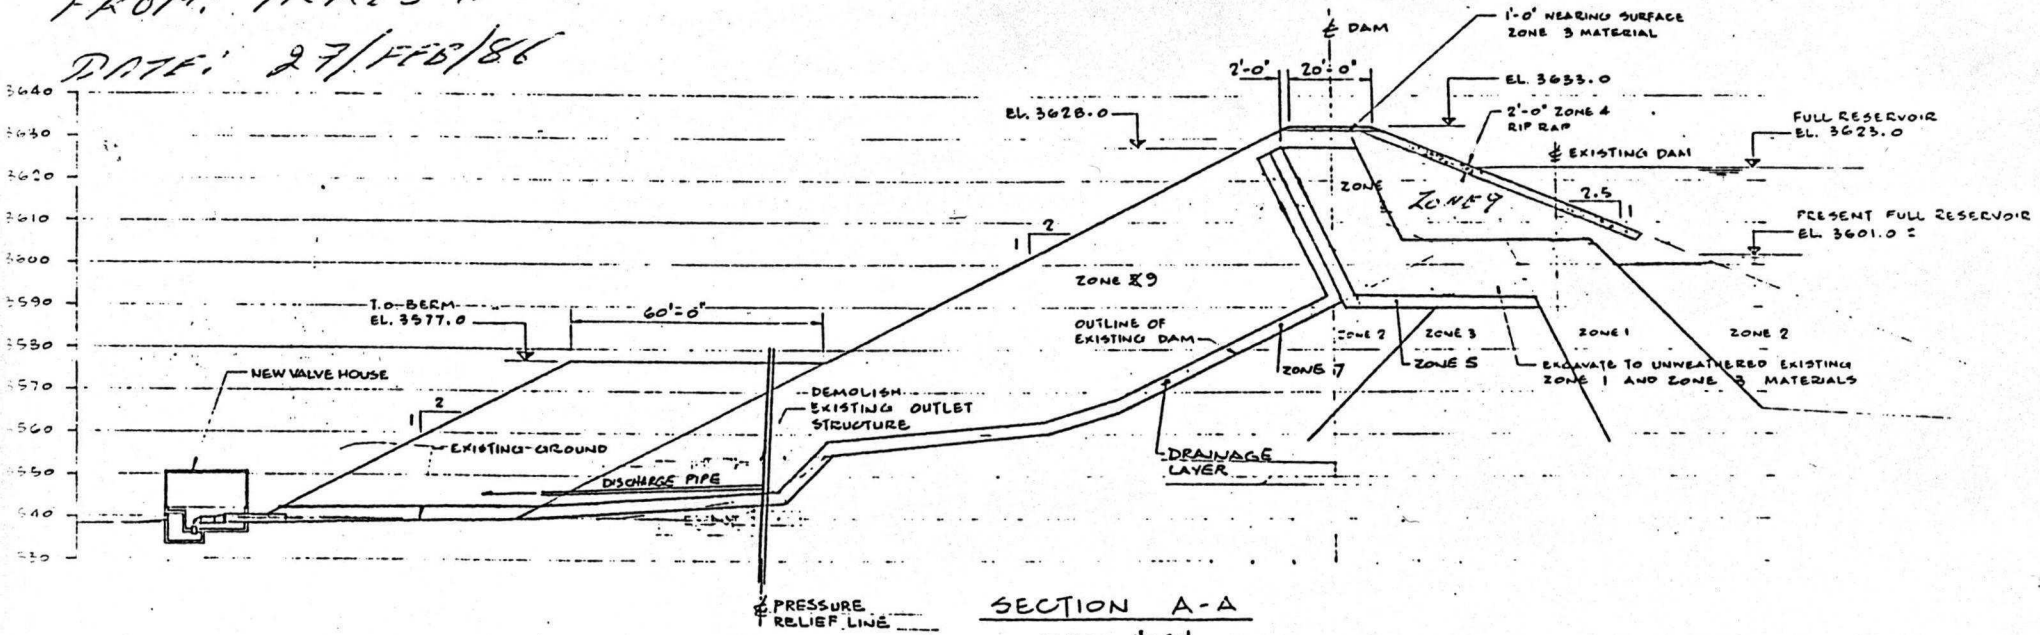 FROM:
DATE: 27/FEB/86
℄ DAM
1'-0" WEARING SURFACE
ZONE 3 MATERIAL
2'-0"
20'-0"
EL. 3633.0
EL. 3628.0
2'-0" ZONE 4
RIP RAP
FULL RESERVOIR
EL. 3623.0
℄ EXISTING DAM
ZONE
ZONE 9
2.5
1
PRESENT FULL RESERVOIR
EL. 3601.0 ±
2
1
ZONE 9
T.O. BERM
EL. 3577.0
60'-0"
OUTLINE OF
EXISTING DAM
ZONE 2
ZONE 3
ZONE 1
ZONE 2
ZONE 7
ZONE 5
EXCAVATE TO UNWEATHERED EXISTING
ZONE 1 AND ZONE 3 MATERIALS
NEW VALVE HOUSE
2
1
DEMOLISH
EXISTING OUTLET
STRUCTURE
EXISTING GROUND
DISCHARGE PIPE
DRAINAGE
LAYER
℄ PRESSURE
RELIEF LINE
SECTION A-A
3640
3630
3620
3610
3600
3590
3580
3570
3560
3550
3540
3530